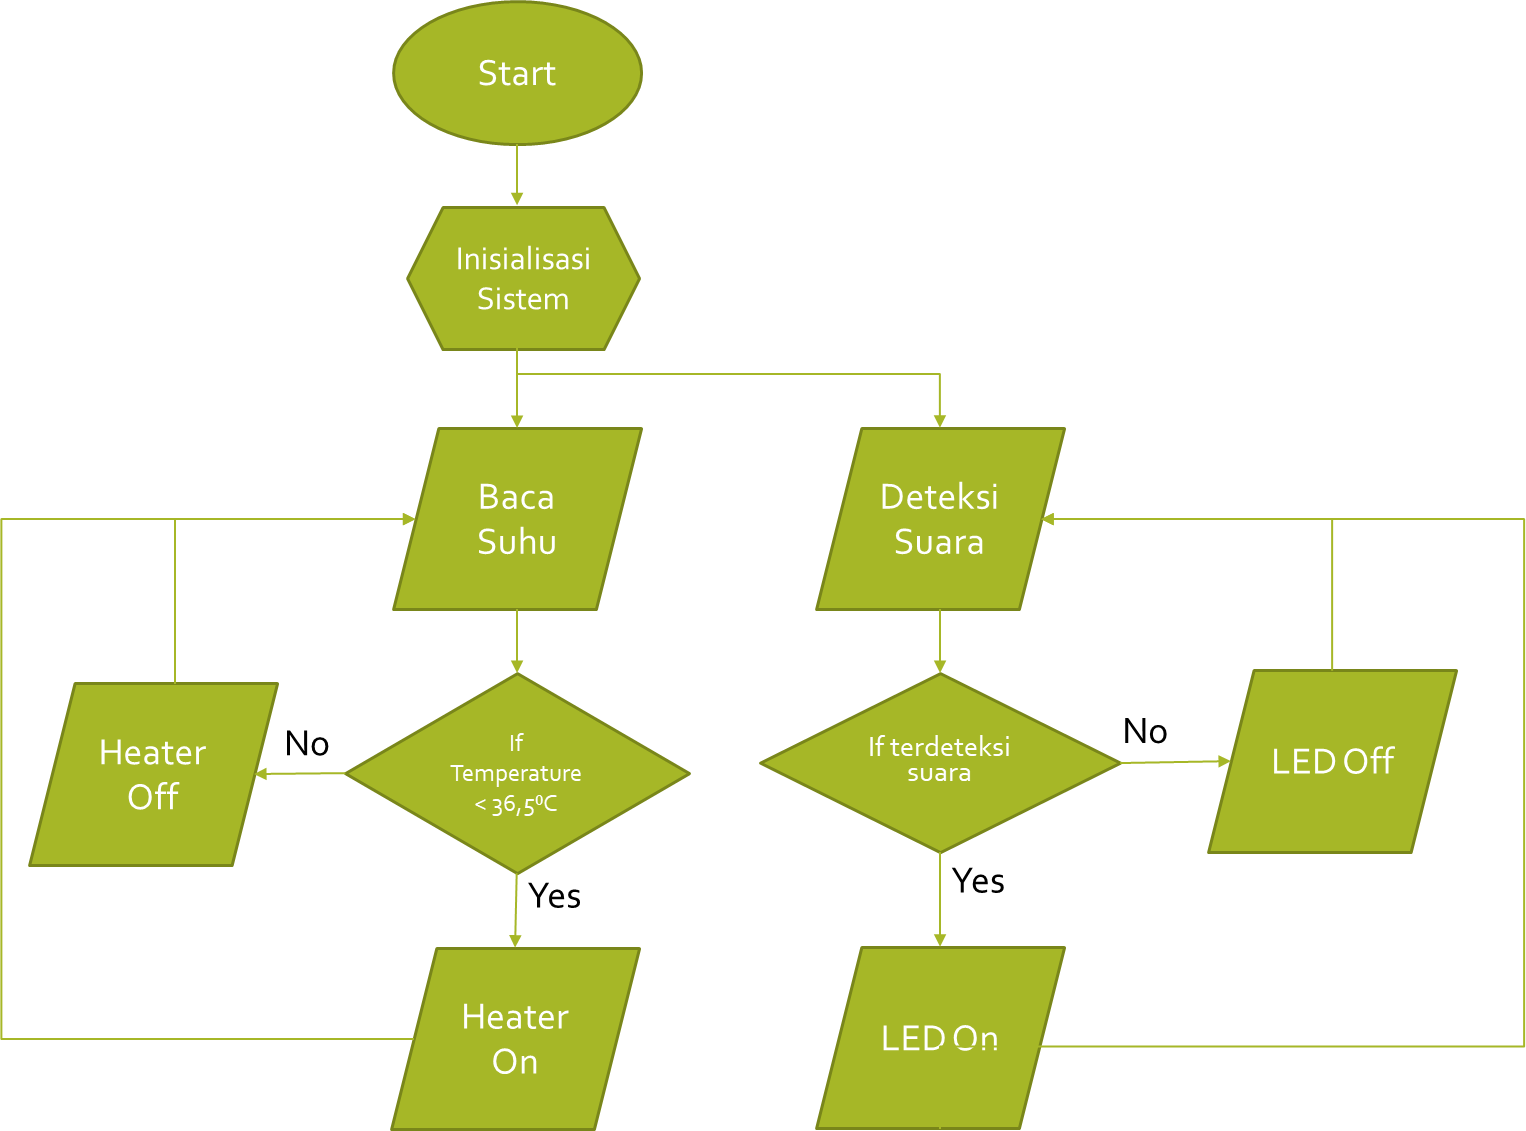 Start
Inisialisasi
Sistem
Baca
Suhu
Deteksi
Suara
Heater
Off
No
If
Temperature
< 36,5⁰C
Yes
If terdeteksi
suara
No
LED Off
Yes
Heater
On
LED On